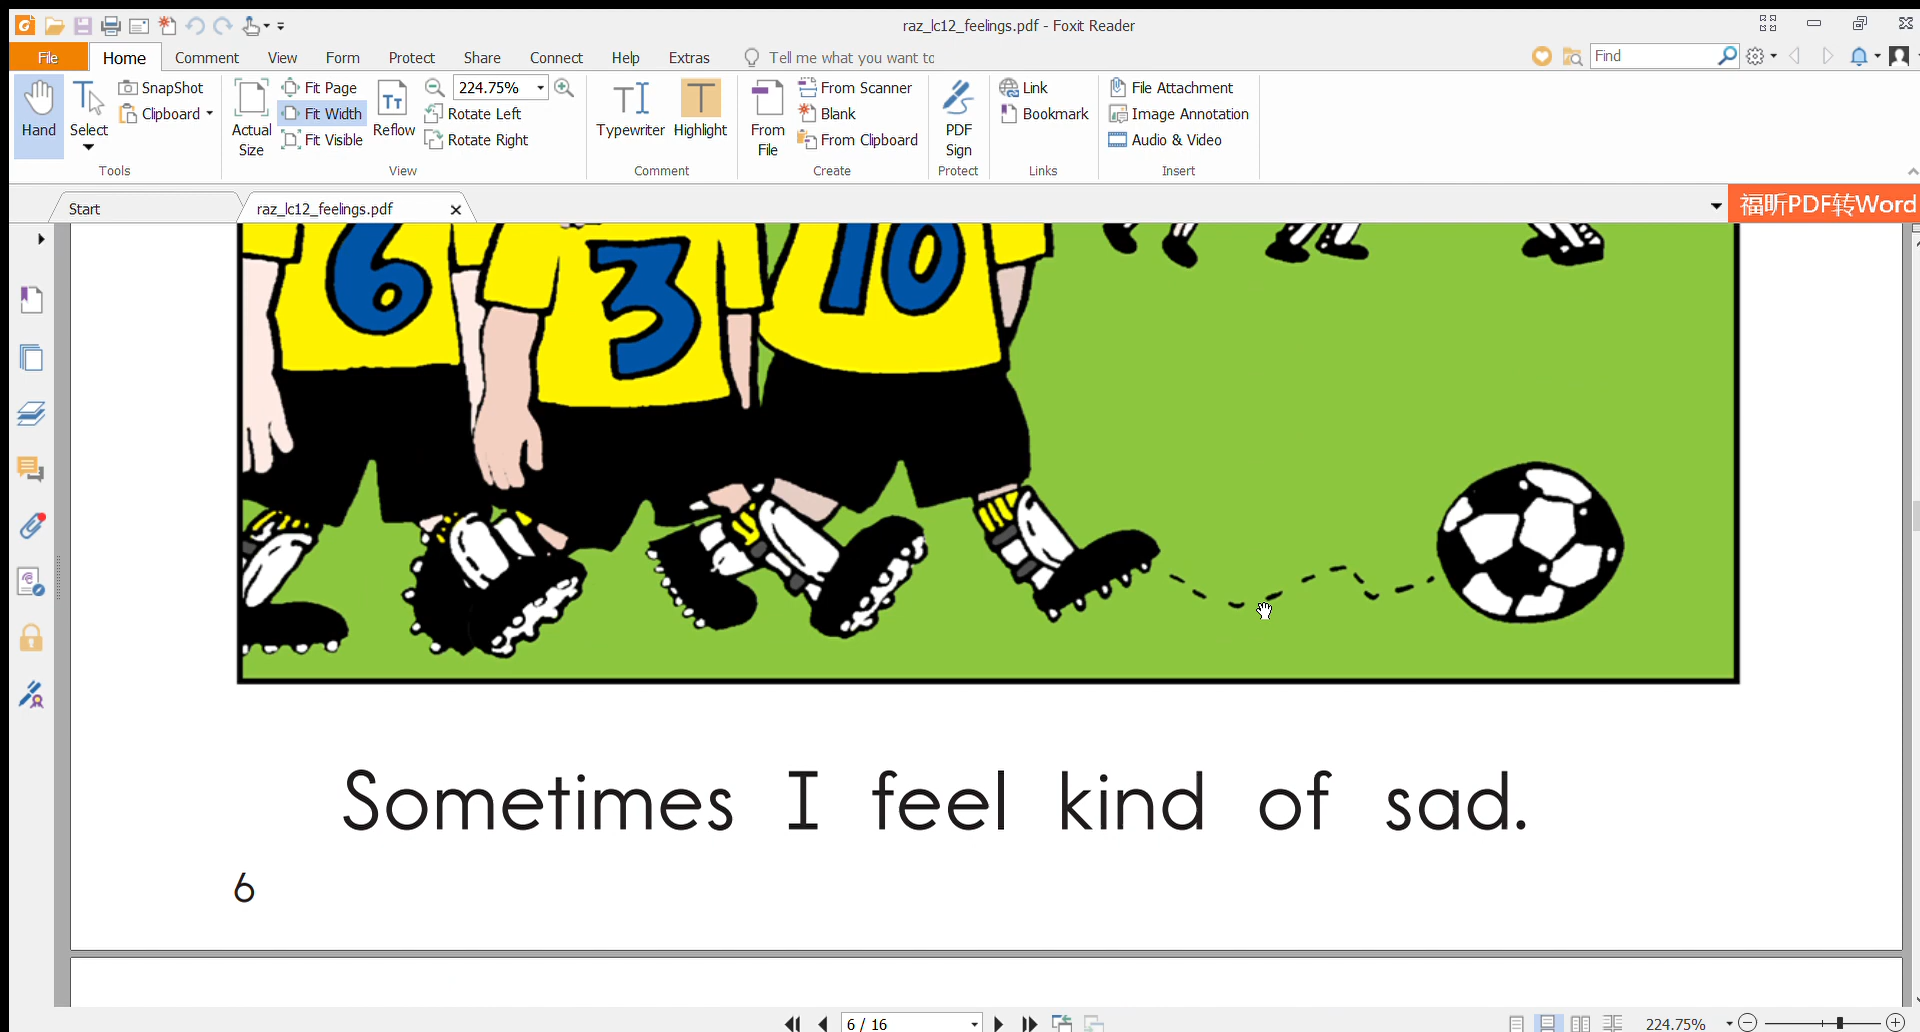 raz_lc12_feelings.pdf - Foxit Reader
File Home Comment View Form Protect Share Connect Help Extras Tell me what you want to Find
SnapShot Fit Page 224.75% From Scanner Link File Attachment
Clipboard Fit Width Rotate Left Blank Bookmark Image Annotation
Hand Select Actual Size Fit Visible Reflow Rotate Right Typewriter Highlight From File From Clipboard PDF Sign Audio & Video
Tools View Comment Create Protect Links Insert
Start raz_lc12_feelings.pdf 福昕PDF转Word
6 3 10
Sometimes I feel kind of sad.
6
6 / 16 224.75%